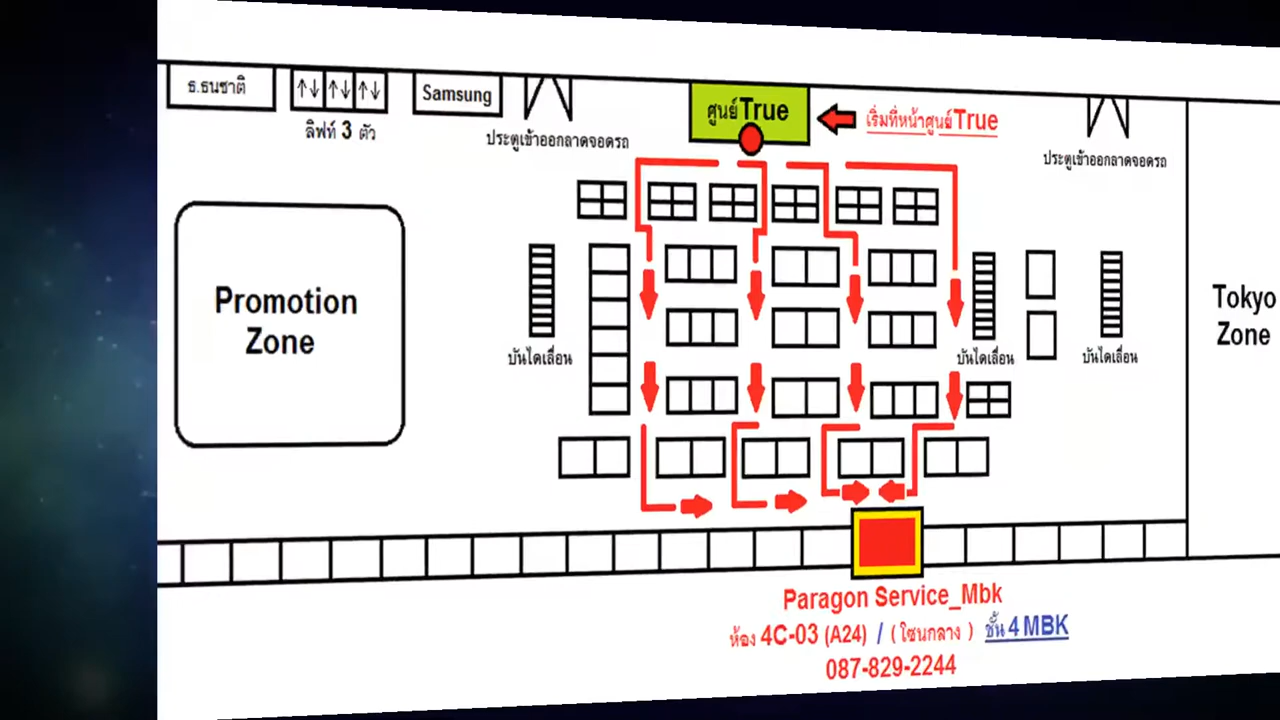 ธ.ธนชาติ
ลิฟท์ 3 ตัว
Samsung
ประตูเข้าออกลาดจอดรถ
ศูนย์True
เริ่มที่หน้าศูนย์True
ประตูเข้าออกลาดจอดรถ
Promotion
Zone
บันไดเลื่อน
บันไดเลื่อน
บันไดเลื่อน
Tokyo
Zone
Paragon Service_Mbk
ห้อง 4C-03 (A24) / ( โซนกลาง ) ชั้น 4 MBK
087-829-2244